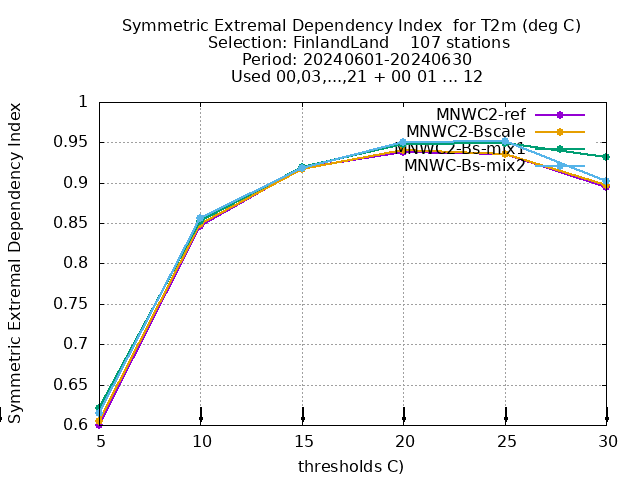 Symmetric Extremal Dependency Index  for T2m (deg C)
Selection: FinlandLand    107 stations
Period: 20240601-20240630
Used 00,03,...,21 + 00 01 ... 12
Symmetric Extremal Dependency Index
1
0.95
0.9
0.85
0.8
0.75
0.7
0.65
0.6
MNWC2-ref
MNWC2-Bscale
MNWC2-Bs-mix1
MNWC-Bs-mix2
5
10
15
20
25
30
thresholds C)